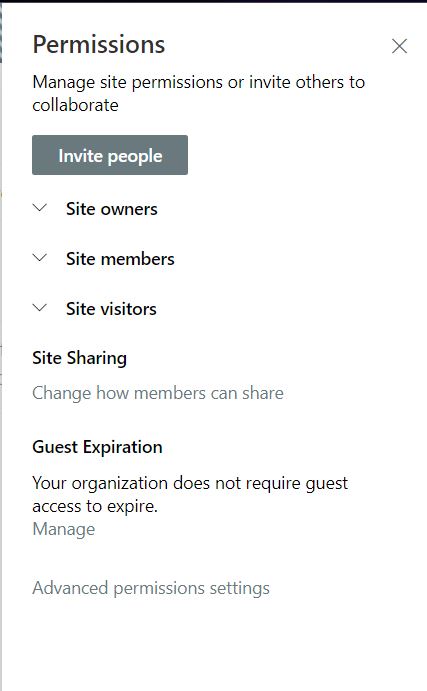 Permissions
Manage site permissions or invite others to
collaborate
Invite people
Site owners
Site members
Site visitors
Site Sharing
Change how members can share
Guest Expiration
Your organization does not require guest
access to expire.
Manage
Advanced permissions settings